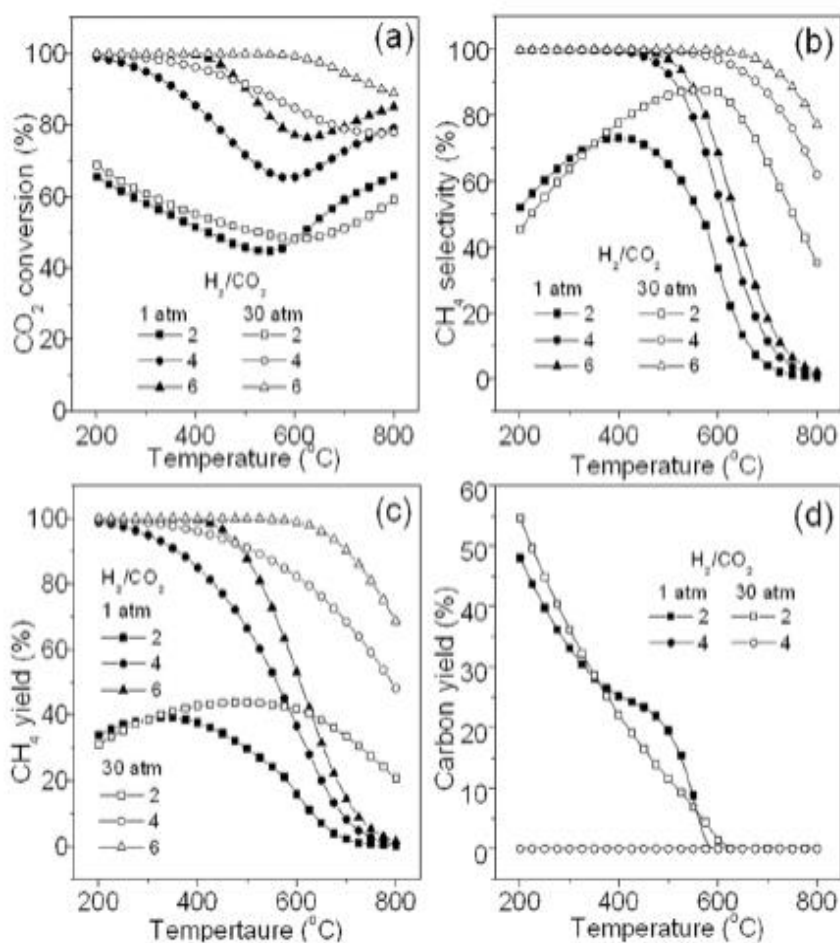 (a)
CO2 conversion (%)
100
80
60
40
20
0
H2/CO2
1 atm 30 atm
2 2
4 4
6 6
200 400 600 800
Temperature (°C)
(b)
CH4 selectivity (%)
100
80
60
40
20
0
H2/CO2
1 atm 30 atm
2 2
4 4
6 6
200 400 600 800
Temperature (°C)
(c)
CH4 yield (%)
100
80
60
40
20
0
H2/CO2
1 atm
2
4
6
30 atm
2
4
6
200 400 600 800
Tempertaure (°C)
(d)
Carbon yield (%)
60
50
40
30
20
10
0
H2/CO2
1 atm 30 atm
2 2
4 4
200 400 600 800
Temperature (°C)